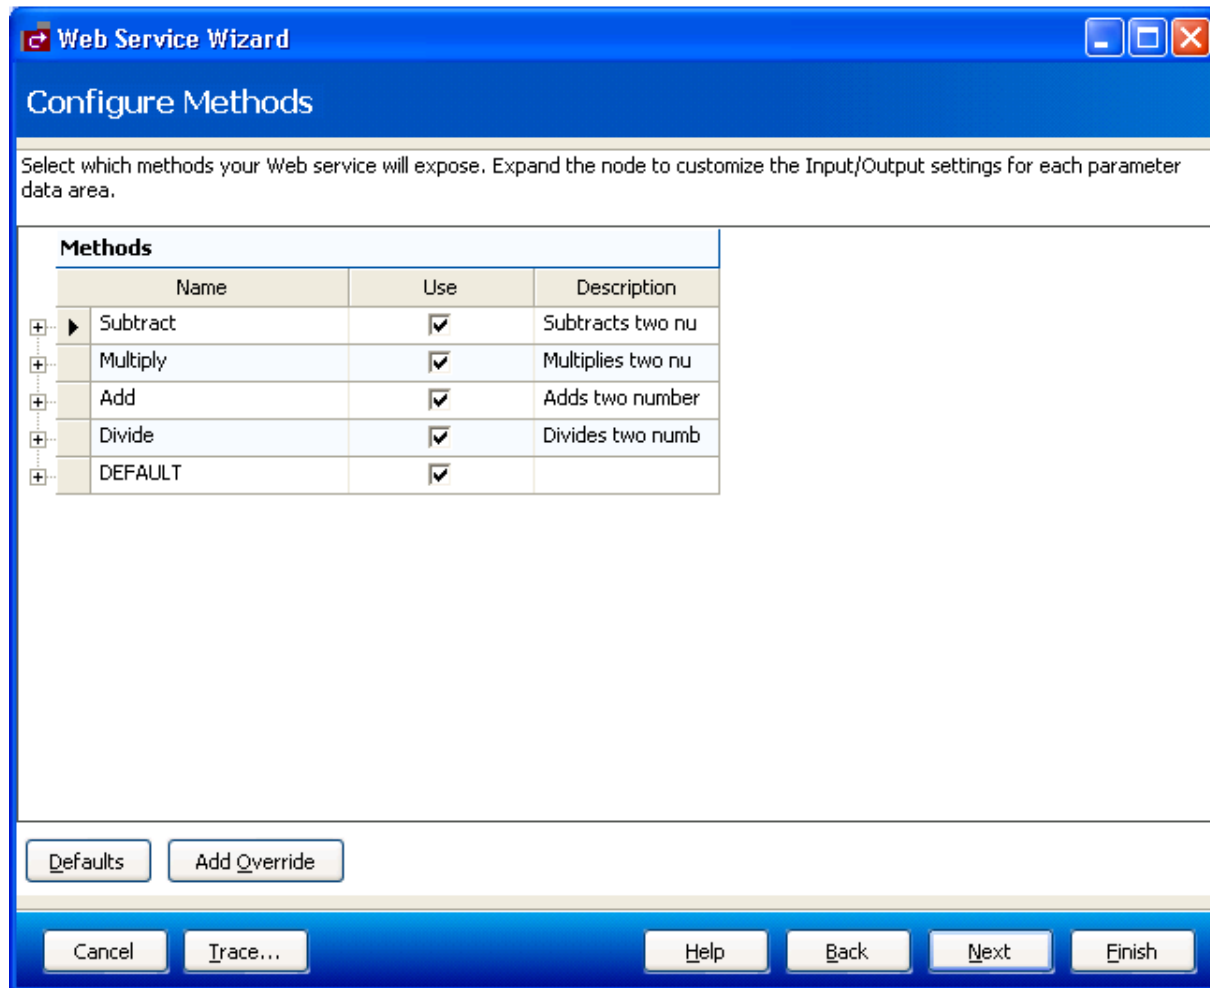 Web Service Wizard
Configure Methods
Select which methods your Web service will expose. Expand the node to customize the Input/Output settings for each parameter
data area.
Methods
Name Use Description
Subtract Subtracts two nu
Multiply Multiplies two nu
Add Adds two number
Divide Divides two numb
DEFAULT
Defaults Add Override
Cancel Trace... Help Back Next Finish